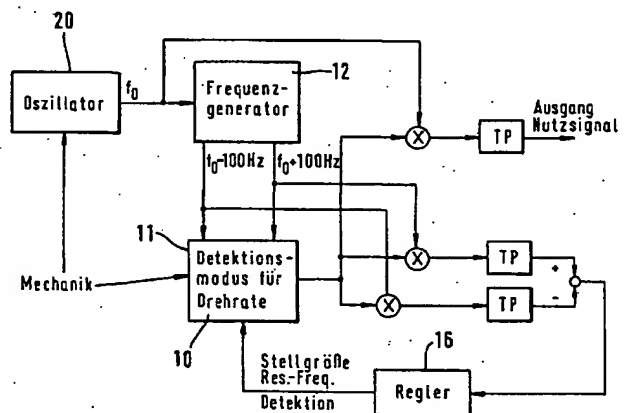 20
12
Oszillator
f0
Frequenz-
generator
Ausgang
Nutzsignal
X
TP
f0-100Hz
f0+100Hz
11
Detektions-
modus für
Drehrate
10
Mechanik
X
TP
+
X
TP
-
Stellgröße
Res.-Freq.
Detektion
16
Regler